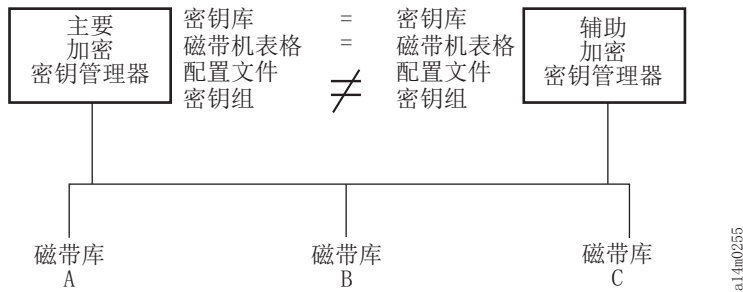 主要
加密
密钥管理器
密钥库 = 密钥库
磁带机表格 = 磁带机表格
配置文件 ≠ 配置文件
密钥组 密钥组
辅助
加密
密钥管理器
磁带库
A
磁带库
B
磁带库
C
a14m0255